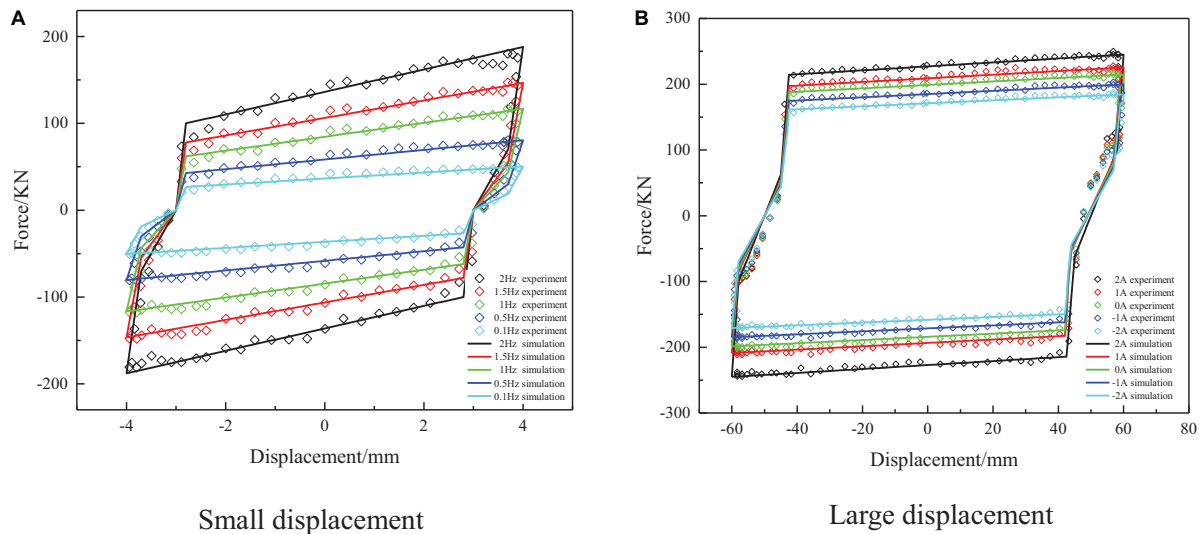 A
200
100
0
-100
-200
Force/KN
-4
-2
0
2
4
Displacement/mm
2Hz experiment
1.5Hz experiment
1Hz experiment
0.5Hz experiment
0.1Hz experiment
2Hz simulation
1.5Hz simulation
1Hz simulation
0.5Hz simulation
0.1Hz simulation
Small displacement
B
300
200
100
0
-100
-200
-300
Force/KN
-60
-40
-20
0
20
40
60
80
Displacement/mm
2A experiment
1A experiment
0A experiment
-1A experiment
-2A experiment
2A simulation
1A simulation
0A simulation
-1A simulation
-2A simulation
Large displacement